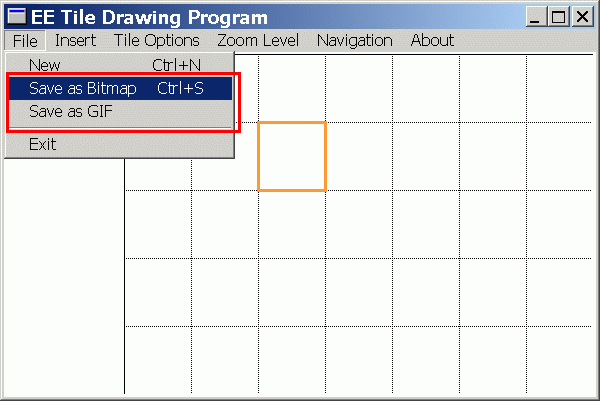 EE Tile Drawing Program
File Insert Tile Options Zoom Level Navigation About
New Ctrl+N
Save as Bitmap Ctrl+S
Save as GIF
Exit